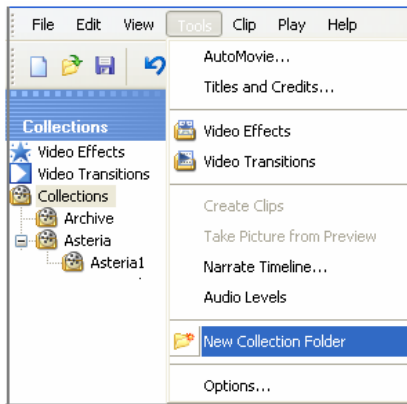 File Edit View Tools Clip Play Help
AutoMovie...
Titles and Credits...
Collections
Video Effects
Video Transitions
Collections
Archive
Asteria
Asteria1
Video Effects
Video Transitions
Create Clips
Take Picture from Preview
Narrate Timeline...
Audio Levels
New Collection Folder
Options...